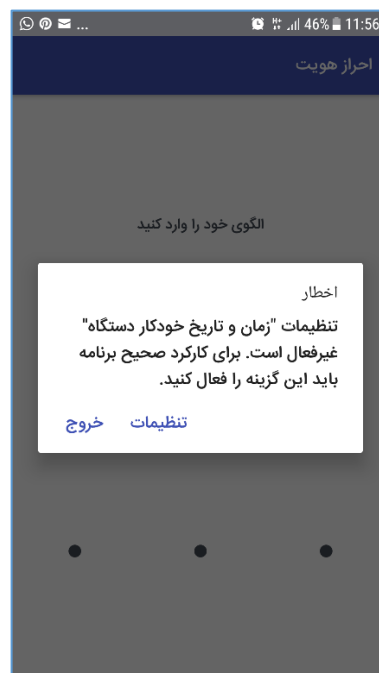 ... 46% 11:56
احراز هویت
الگوی خود را وارد کنید
اخطار
تنظیمات "زمان و تاریخ خودکار دستگاه"
غیرفعال است. برای کارکرد صحیح برنامه
باید این گزینه را فعال کنید.
تنظیمات خروج